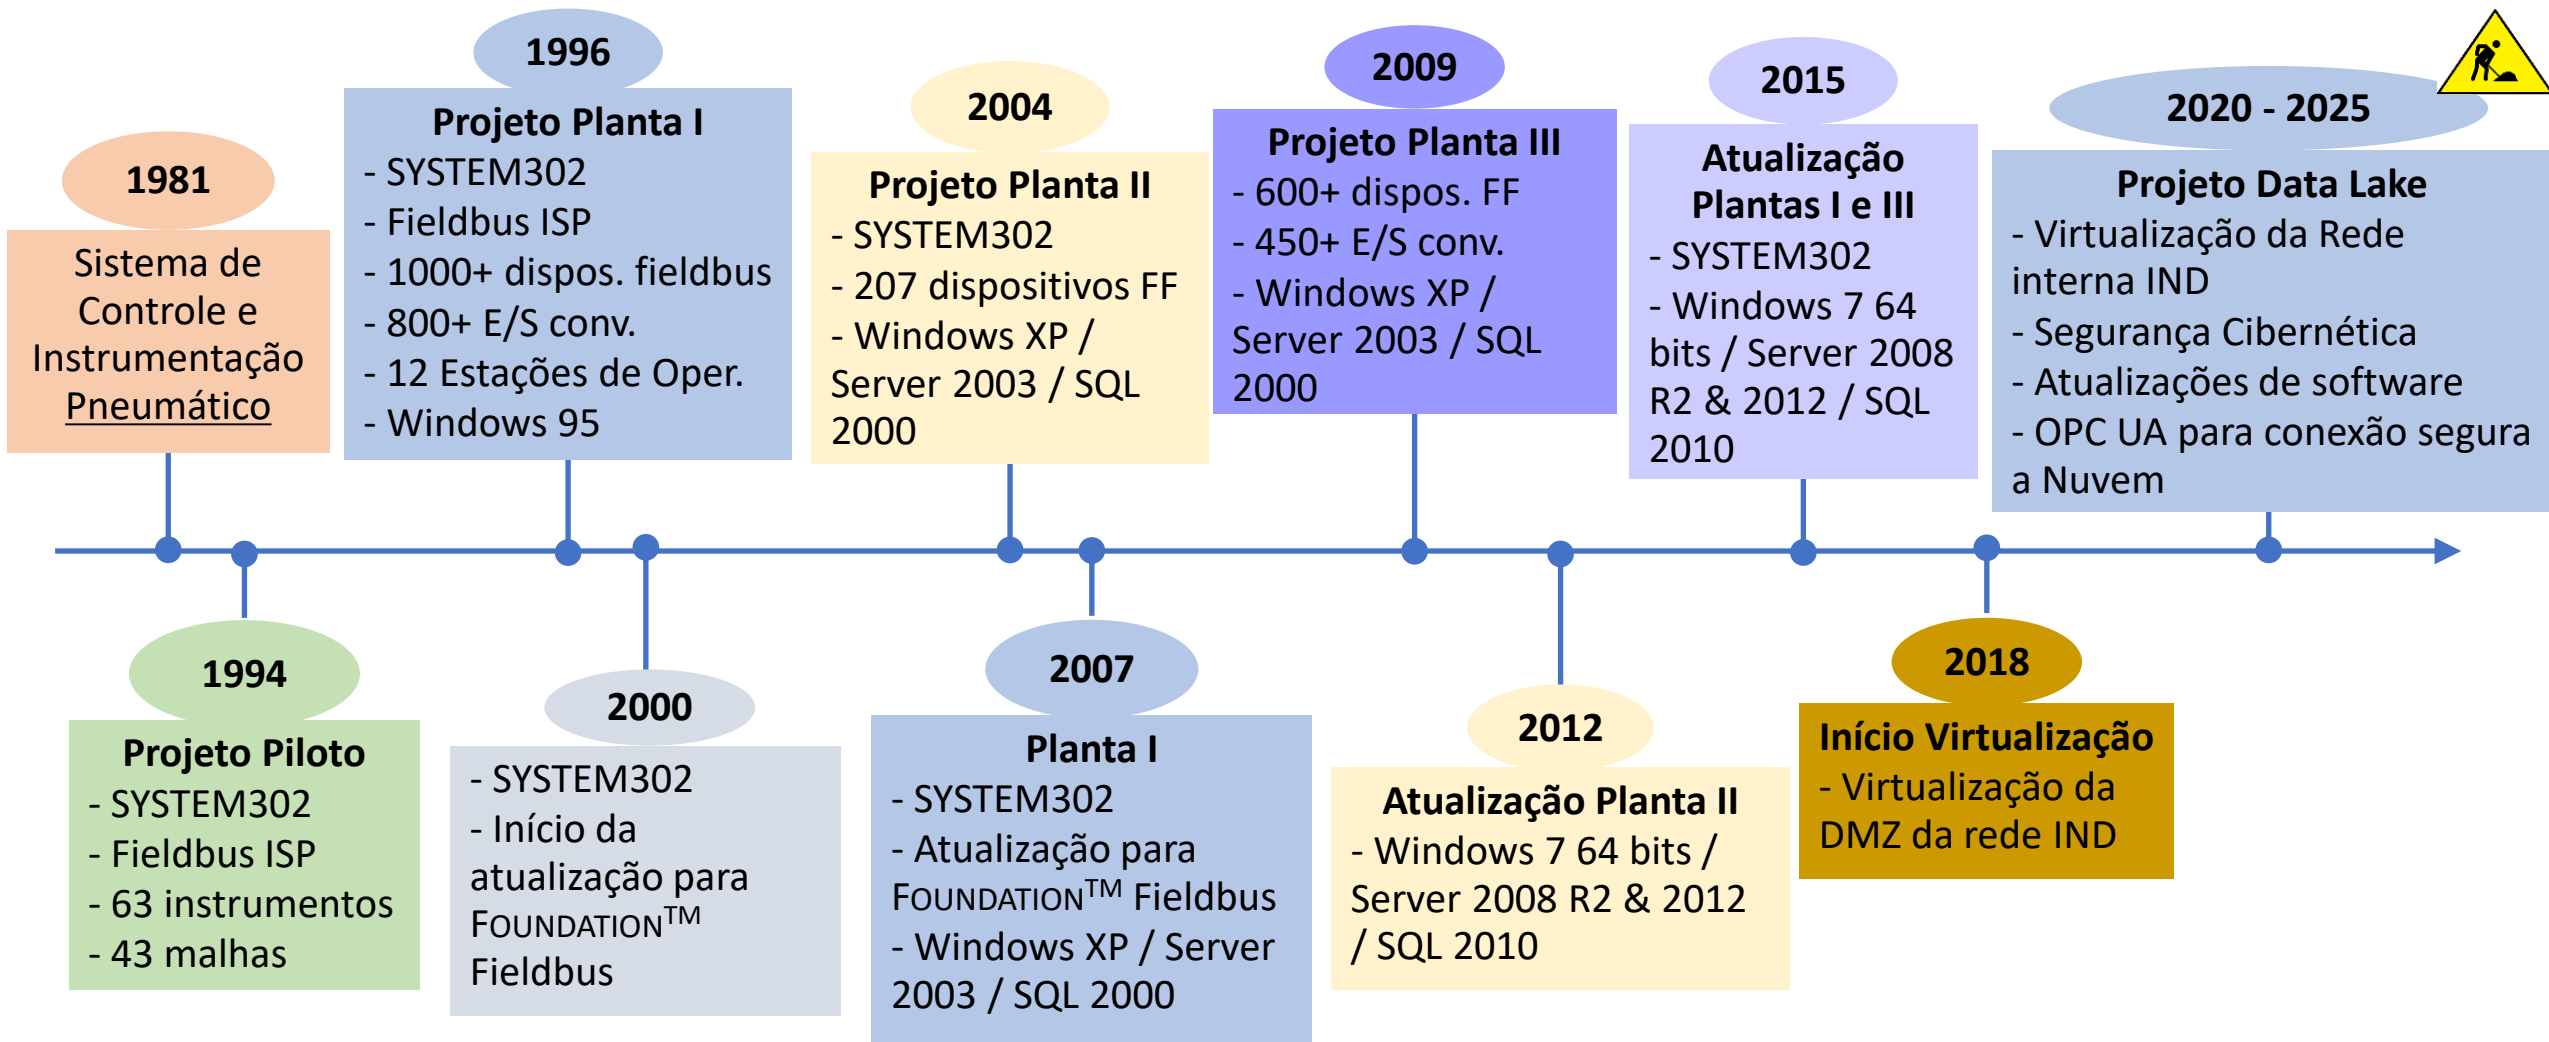 1981
Sistema de
Controle e
Instrumentação
Pneumático
1994
Projeto Piloto
- SYSTEM302
- Fieldbus ISP
- 63 instrumentos
- 43 malhas
1996
Projeto Planta I
- SYSTEM302
- Fieldbus ISP
- 1000+ dispos. fieldbus
- 800+ E/S conv.
- 12 Estações de Oper.
- Windows 95
2000
- SYSTEM302
- Início da
atualização para
FOUNDATION™
Fieldbus
2004
Projeto Planta II
- SYSTEM302
- 207 dispositivos FF
- Windows XP /
Server 2003 / SQL
2000
2007
Planta I
- SYSTEM302
- Atualização para
FOUNDATION™ Fieldbus
- Windows XP / Server
2003 / SQL 2000
2009
Projeto Planta III
- 600+ dispos. FF
- 450+ E/S conv.
- Windows XP /
Server 2003 / SQL
2000
2012
Atualização Planta II
- Windows 7 64 bits /
Server 2008 R2 & 2012
/ SQL 2010
2015
Atualização
Plantas I e III
- SYSTEM302
- Windows 7 64
bits / Server 2008
R2 & 2012 / SQL
2010
2018
Início Virtualização
- Virtualização da
DMZ da rede IND
2020 - 2025
Projeto Data Lake
- Virtualização da Rede
interna IND
- Segurança Cibernética
- Atualizações de software
- OPC UA para conexão segura
a Nuvem